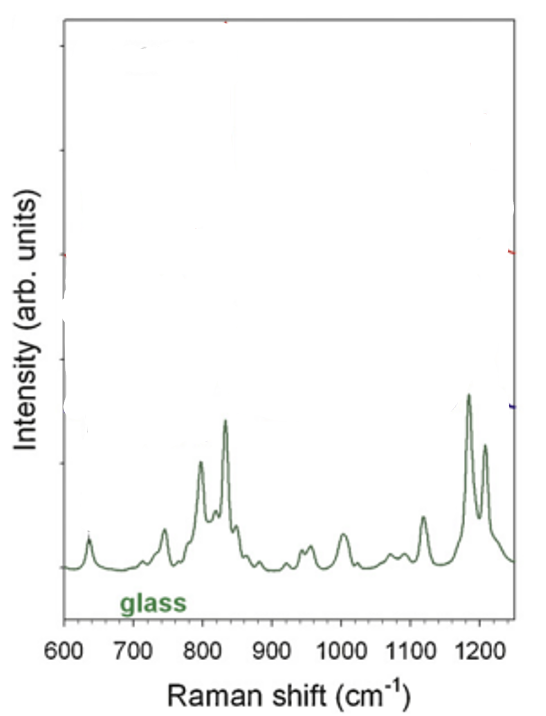 Intensity (arb. units)
glass
600 700 800 900 1000 1100 1200
Raman shift (cm⁻¹)